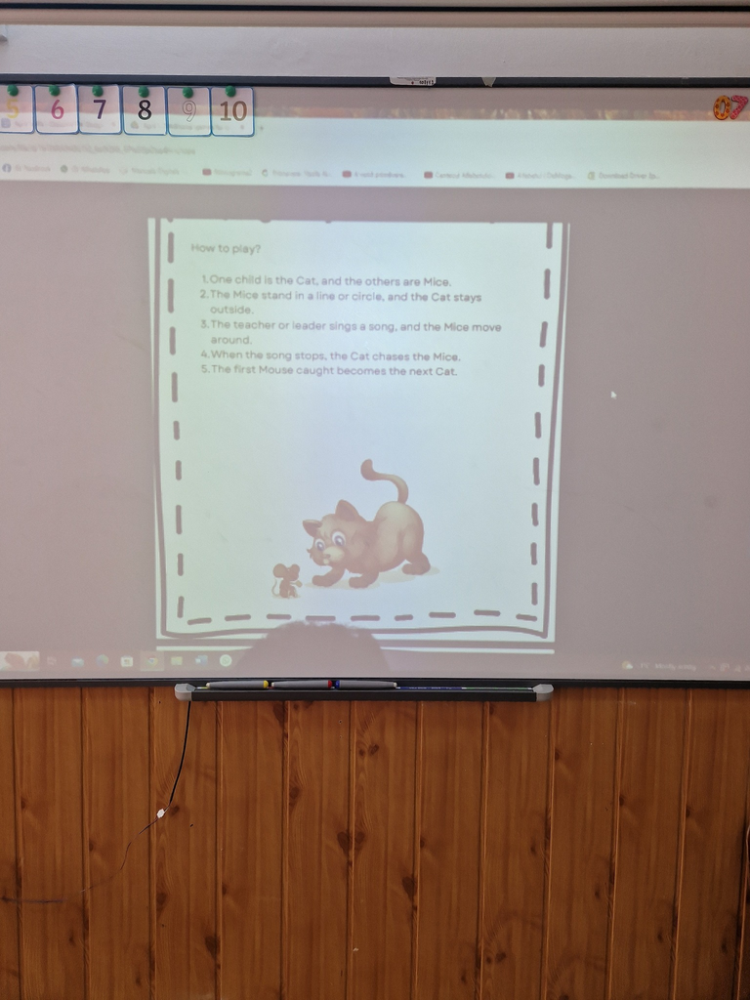 5 6 7 8 9 10
07
How to play?
1. One child is the Cat, and the others are Mice.
2. The Mice stand in a line or circle, and the Cat stays
outside.
3. The teacher or leader sings a song, and the Mice move
around.
4. When the song stops, the Cat chases the Mice.
5. The first Mouse caught becomes the next Cat.